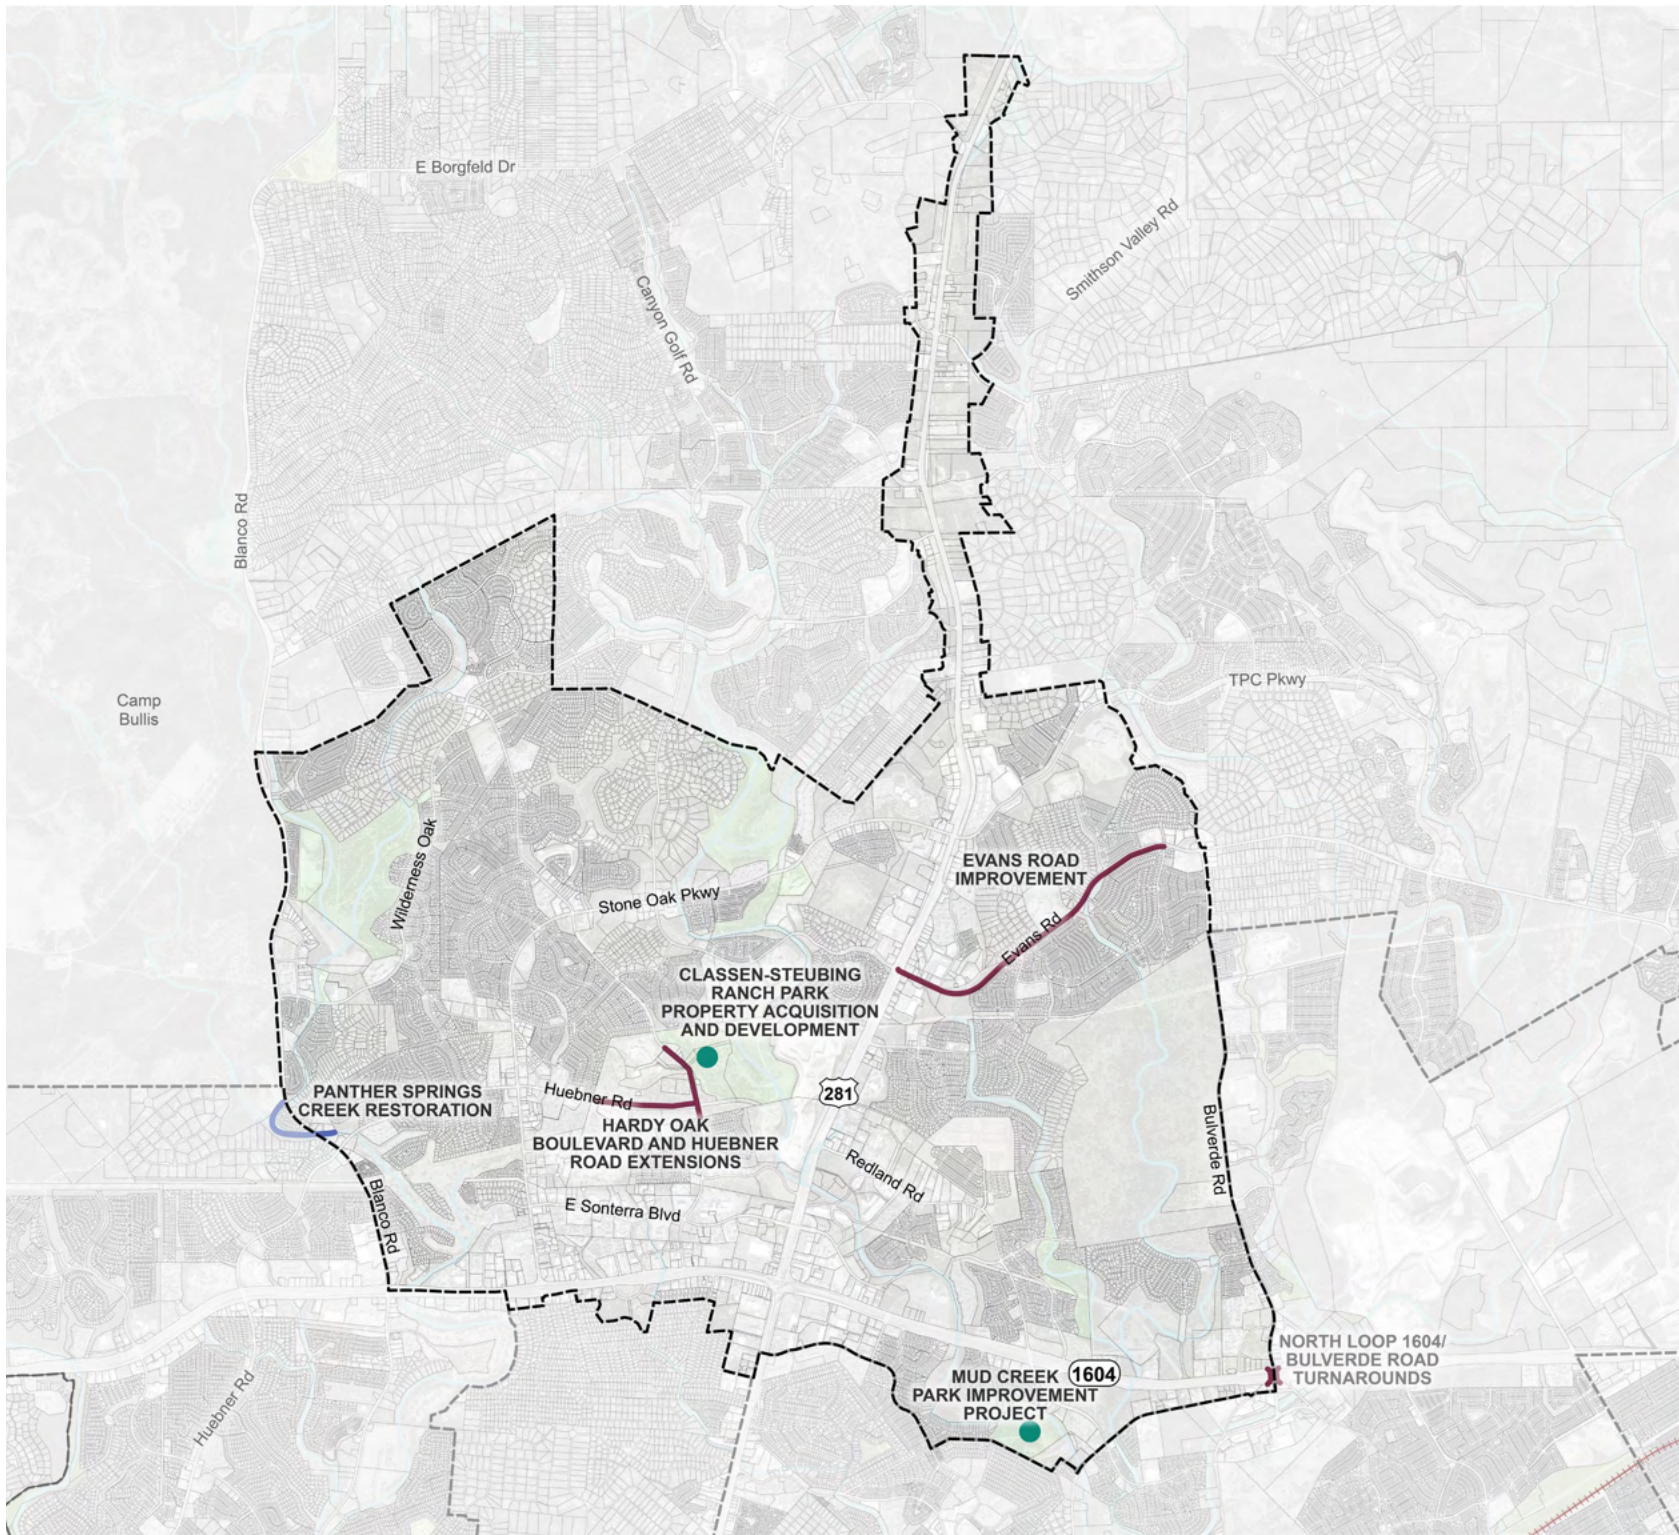 E Borgfeld Dr
Smithson Valley Rd
Canyon Golf Rd
Blanco Rd
TPC Pkwy
Camp
Bullis
Wilderness Oak
EVANS ROAD
IMPROVEMENT
Stone Oak Pkwy
Evans Rd
CLASSEN-STEUBING
RANCH PARK
PROPERTY ACQUISITION
AND DEVELOPMENT
PANTHER SPRINGS
CREEK RESTORATION
Huebner Rd
281
HARDY OAK
BOULEVARD AND HUEBNER
ROAD EXTENSIONS
Bulverde Rd
Redland Rd
Blanco Rd
E Sonterra Blvd
NORTH LOOP 1604/
BULVERDE ROAD
TURNAROUNDS
1604
MUD CREEK
PARK IMPROVEMENT
PROJECT
Huebner Rd